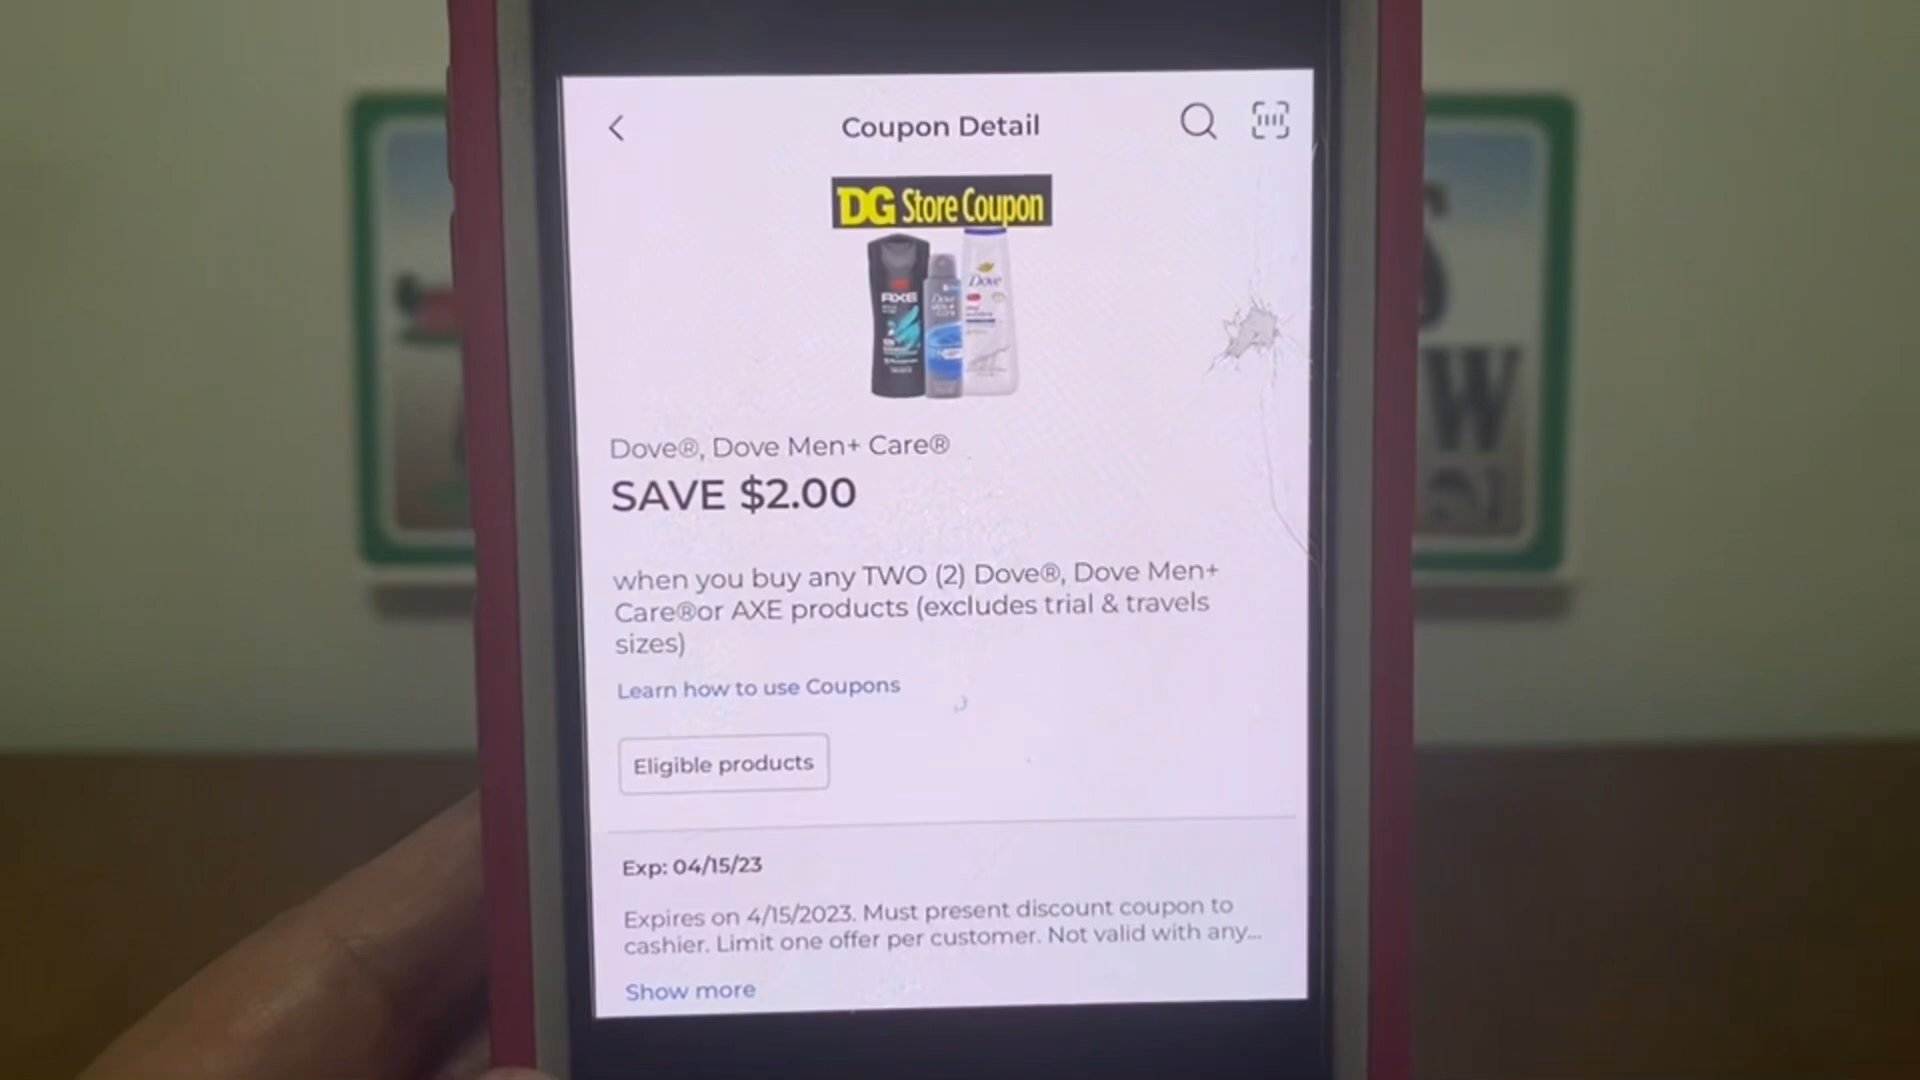 Coupon Detail
DG Store Coupon
AXE
Dove
Dove
Dove®, Dove Men+ Care®
SAVE $2.00
when you buy any TWO (2) Dove®, Dove Men+
Care®or AXE products (excludes trial & travels
sizes)
Learn how to use Coupons
Eligible products
Exp: 04/15/23
Expires on 4/15/2023. Must present discount coupon to
cashier. Limit one offer per customer. Not valid with any...
Show more
W